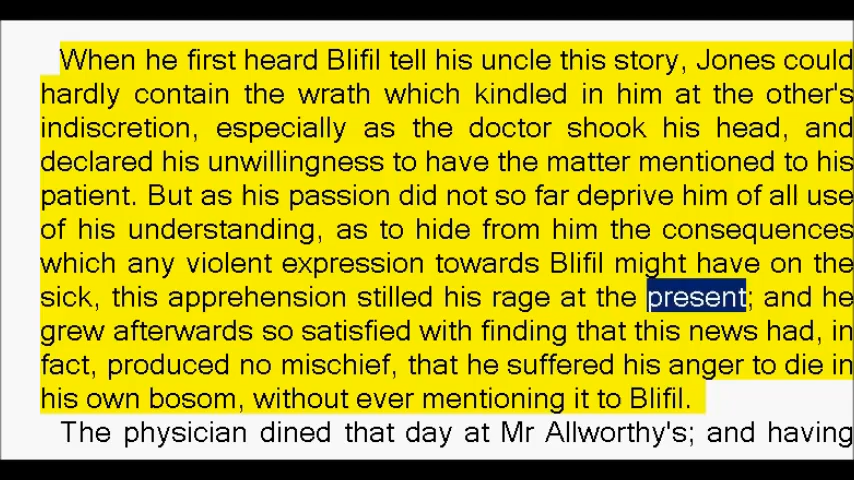 When he first heard Blifil tell his uncle this story, Jones could
hardly contain the wrath which kindled in him at the other's
indiscretion, especially as the doctor shook his head, and
declared his unwillingness to have the matter mentioned to his
patient. But as his passion did not so far deprive him of all use
of his understanding, as to hide from him the consequences
which any violent expression towards Blifil might have on the
sick, this apprehension stilled his rage at the present; and he
grew afterwards so satisfied with finding that this news had, in
fact, produced no mischief, that he suffered his anger to die in
his own bosom, without ever mentioning it to Blifil.
The physician dined that day at Mr Allworthy's; and having